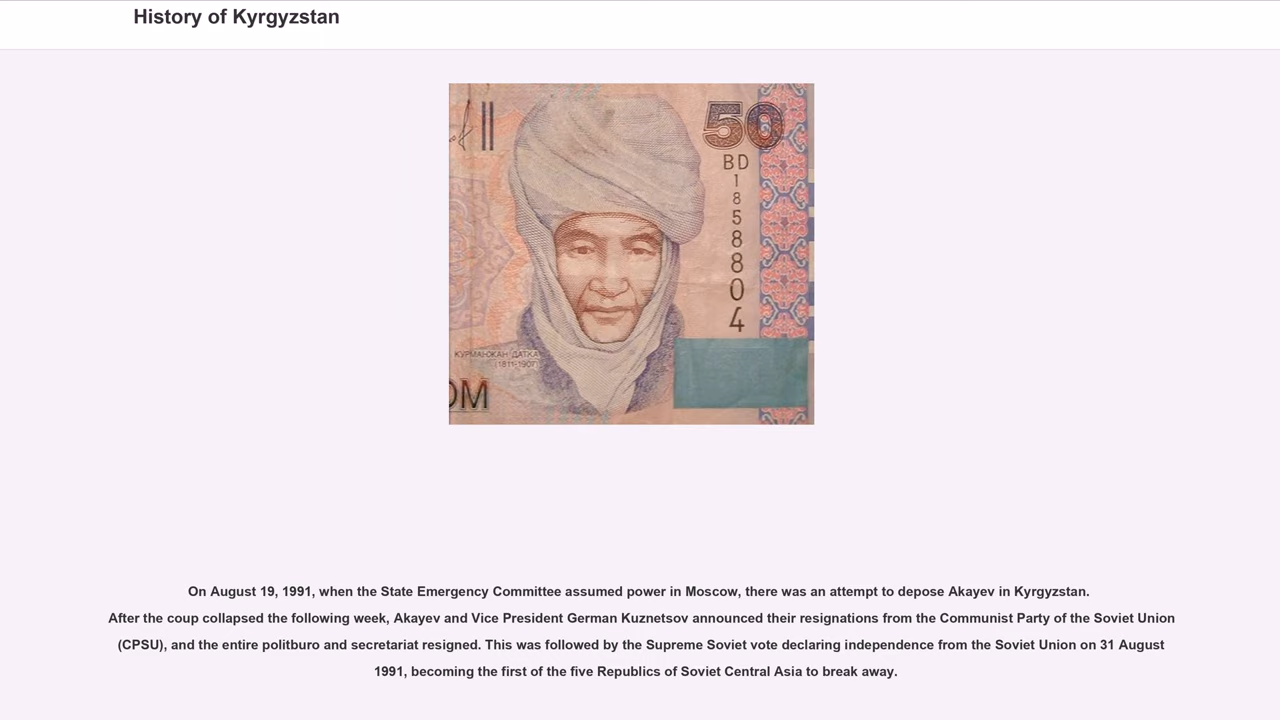 History of Kyrgyzstan
50
BD
1
8
5
8
8
0
4
КУРМАНЖАН ДАТКА
(1811-1907)
ОМ
On August 19, 1991, when the State Emergency Committee assumed power in Moscow, there was an attempt to depose Akayev in Kyrgyzstan.
After the coup collapsed the following week, Akayev and Vice President German Kuznetsov announced their resignations from the Communist Party of the Soviet Union
(CPSU), and the entire politburo and secretariat resigned. This was followed by the Supreme Soviet vote declaring independence from the Soviet Union on 31 August
1991, becoming the first of the five Republics of Soviet Central Asia to break away.